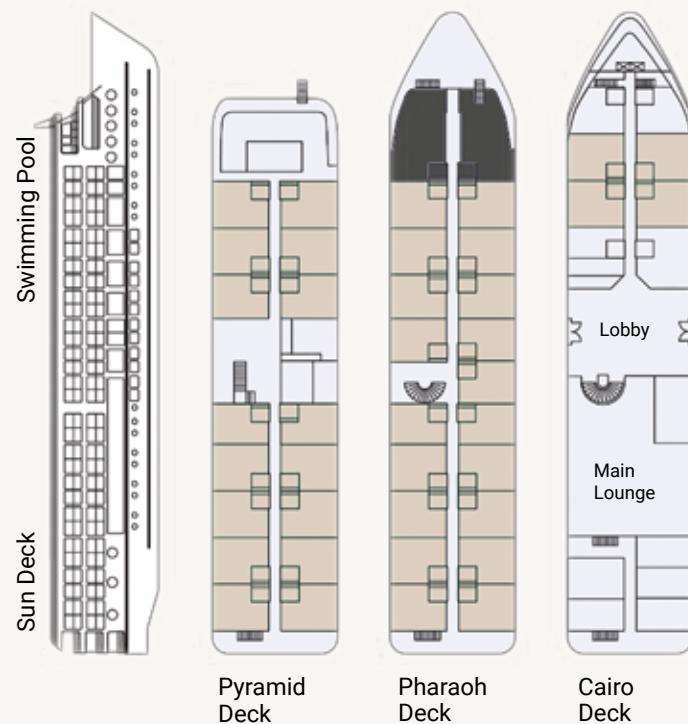 Swimming Pool
Sun Deck
Lobby
Main
Lounge
Pyramid
Deck
Pharaoh
Deck
Cairo
Deck